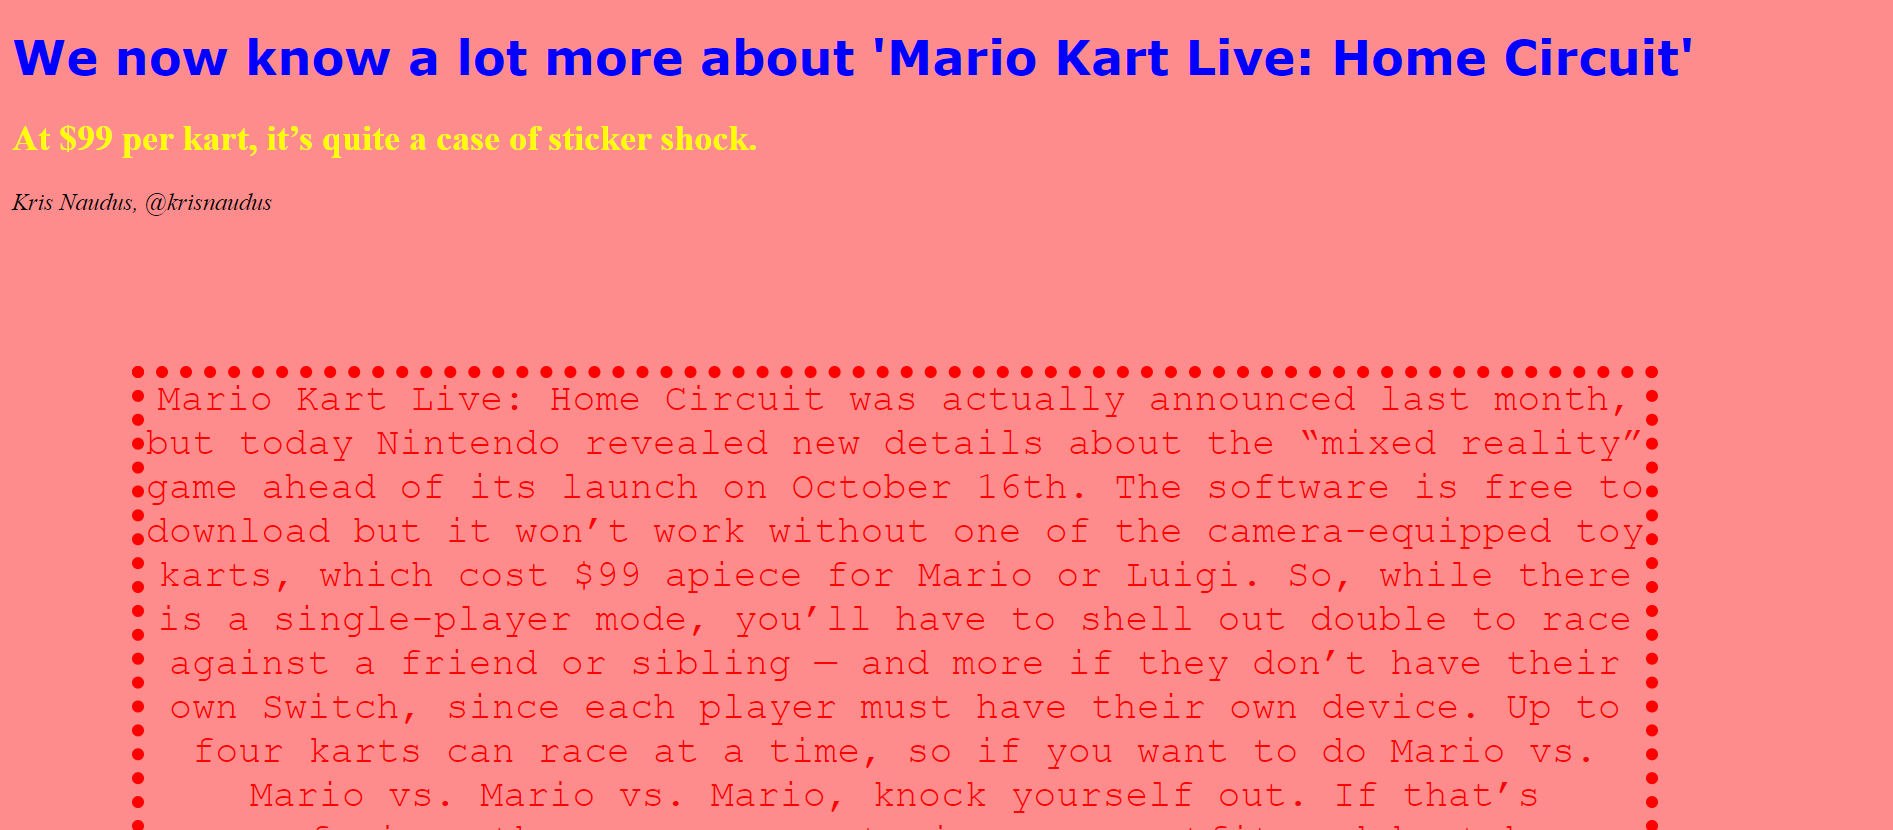 We now know a lot more about 'Mario Kart Live: Home Circuit'
At $99 per kart, it’s quite a case of sticker shock.
Kris Naudus, @krisnaudus
Mario Kart Live: Home Circuit was actually announced last month,
but today Nintendo revealed new details about the “mixed reality”
game ahead of its launch on October 16th. The software is free to
download but it won’t work without one of the camera-equipped toy
karts, which cost $99 apiece for Mario or Luigi. So, while there
is a single-player mode, you’ll have to shell out double to race
against a friend or sibling — and more if they don’t have their
own Switch, since each player must have their own device. Up to
four karts can race at a time, so if you want to do Mario vs.
Mario vs. Mario vs. Mario, knock yourself out. If that’s